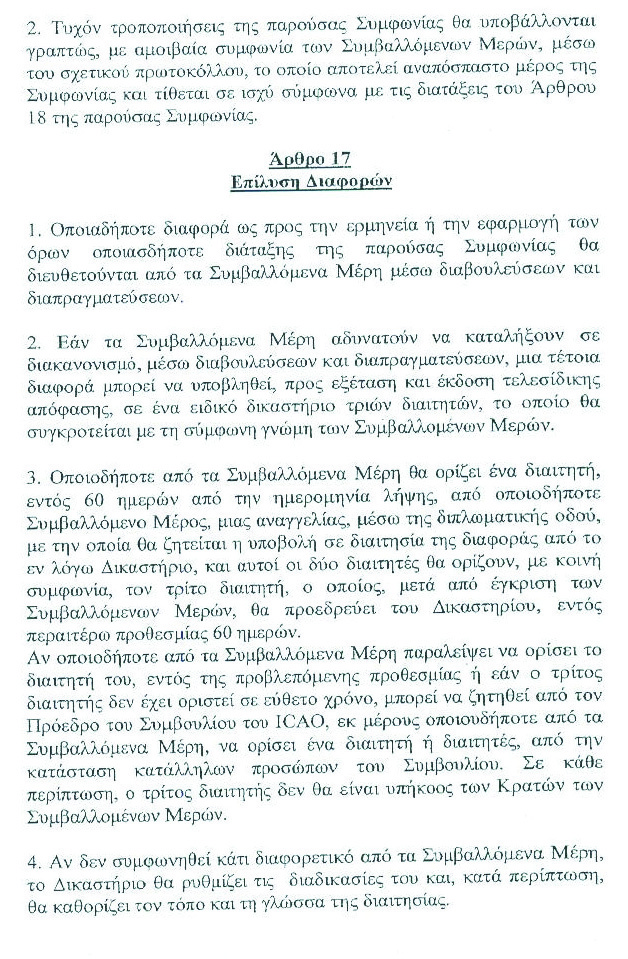 2. Τυχόν τροποποιήσεις της παρούσας Συμφωνίας θα υποβάλλονται
γραπτώς, με αμοιβαία συμφωνία των Συμβαλλόμενων Μερών, μέσω
του σχετικού πρωτοκόλλου, το οποίο αποτελεί αναπόσπαστο μέρος της
Συμφωνίας και τίθεται σε ισχύ σύμφωνα με τις διατάξεις του Άρθρου
18 της παρούσας Συμφωνίας.
Άρθρο 17
Επίλυση Διαφορών
1. Οποιαδήποτε διαφορά ως προς την ερμηνεία ή την εφαρμογή των
όρων οποιασδήποτε διάταξης της παρούσας Συμφωνίας θα
διευθετούνται από τα Συμβαλλόμενα Μέρη μέσω διαβουλεύσεων και
διαπραγματεύσεων.
2. Εάν τα Συμβαλλόμενα Μέρη αδυνατούν να καταλήξουν σε
διακανονισμό, μέσω διαβουλεύσεων και διαπραγματεύσεων, μια τέτοια
διαφορά μπορεί να υποβληθεί, προς εξέταση και έκδοση τελεσίδικης
απόφασης, σε ένα ειδικό δικαστήριο τριών διαιτητών, το οποίο θα
συγκροτείται με τη σύμφωνη γνώμη των Συμβαλλομένων Μερών.
3. Οποιοδήποτε από τα Συμβαλλόμενα Μέρη θα ορίζει ένα διαιτητή,
εντός 60 ημερών από την ημερομηνία λήψης, από οποιοδήποτε
Συμβαλλόμενο Μέρος, μιας αναγγελίας, μέσω της διπλωματικής οδού,
με την οποία θα ζητείται η υποβολή σε διαιτησία της διαφοράς από το
εν λόγω Δικαστήριο, και αυτοί οι δύο διαιτητές θα ορίζουν, με κοινή
συμφωνία, τον τρίτο διαιτητή, ο οποίος, μετά από έγκριση των
Συμβαλλόμενων Μερών, θα προεδρεύει του Δικαστηρίου, εντός
περαιτέρω προθεσμίας 60 ημερών.
Αν οποιοδήποτε από τα Συμβαλλόμενα Μέρη παραλείψει να ορίσει το
διαιτητή του, εντός της προβλεπόμενης προθεσμίας ή εάν ο τρίτος
διαιτητής δεν έχει οριστεί σε εύθετο χρόνο, μπορεί να ζητηθεί από τον
Πρόεδρο του Συμβουλίου του ICAO, εκ μέρους οποιουδήποτε από τα
Συμβαλλόμενα Μέρη, να ορίσει ένα διαιτητή ή διαιτητές, από την
κατάσταση κατάλληλων προσώπων του Συμβουλίου. Σε κάθε
περίπτωση, ο τρίτος διαιτητής δεν θα είναι υπήκοος των Κρατών των
Συμβαλλομένων Μερών.
4. Αν δεν συμφωνηθεί κάτι διαφορετικό από τα Συμβαλλόμενα Μέρη,
το Δικαστήριο θα ρυθμίζει τις διαδικασίες του και, κατά περίπτωση,
θα καθορίζει τον τόπο και τη γλώσσα της διαιτησίας.